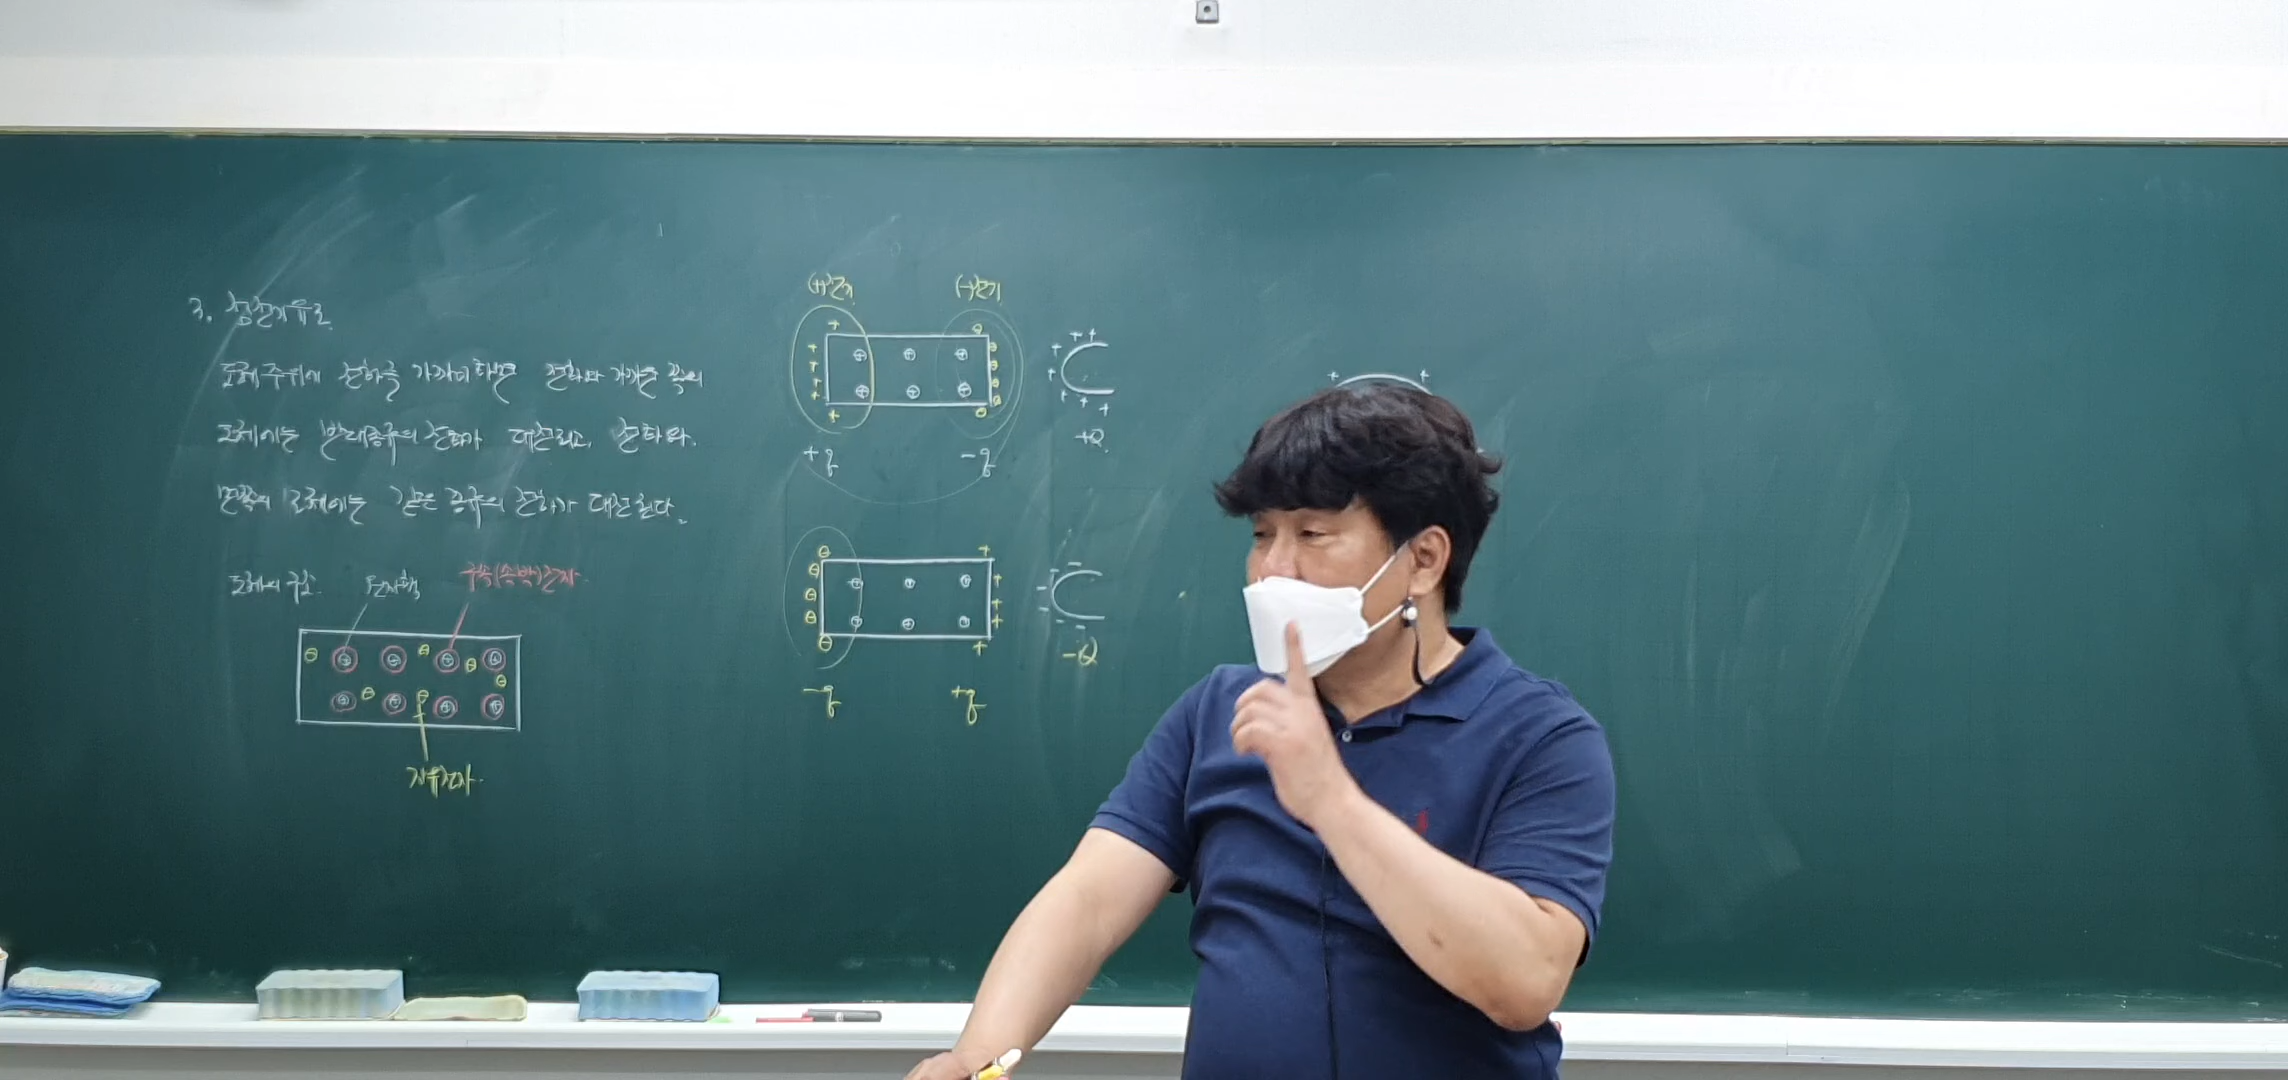 3. 정전기유도
도체 주위에 전하를 가까이하면 전하와 가까운 쪽의
도체에는 반대종류의 전하가 대전되고, 전하와
먼쪽의 도체에는 같은 종류의 전하가 대전된다.
도체의 구조. 원자핵 구속(속박)전자.
⊖ ⊕ ⊕ ⊖ ⊕ ⊖ ⊕ ⊖
⊕ ⊖ ⊕ ⊖ ⊕ ⊕
자유전자.
(+)전기 (-)전기
+ ⊖
+ ⊕ ⊕ ⊕ ⊖
+ ⊖
+ ⊖
+ ⊕ ⊕ ⊕ ⊖
+ ⊖
+q -q
+ + + + + + +
+Q
⊖ +
⊖ ⊕ ⊕ ⊕ +
⊖ +
⊖ ⊕ ⊕ ⊕ +
⊖ +
-q +q
- - - - - -
-Q
+ +